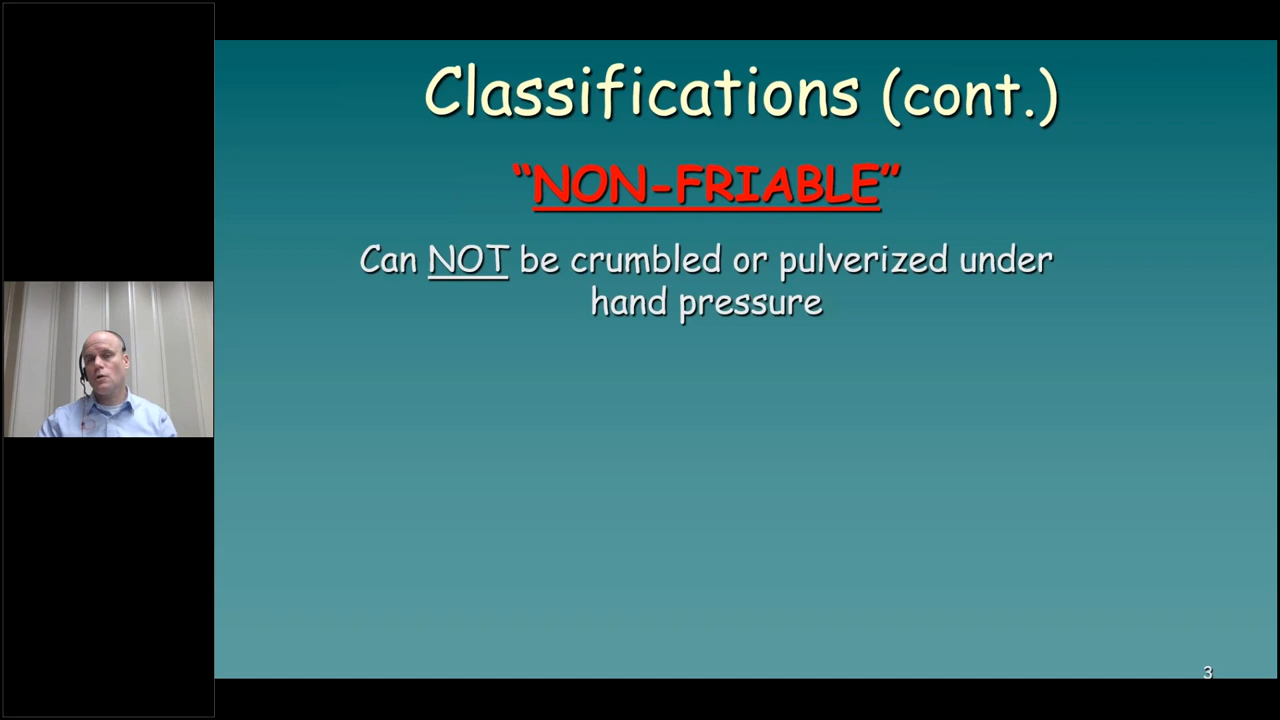 Classifications (cont.)
“NON-FRIABLE”
Can NOT be crumbled or pulverized under
hand pressure
3